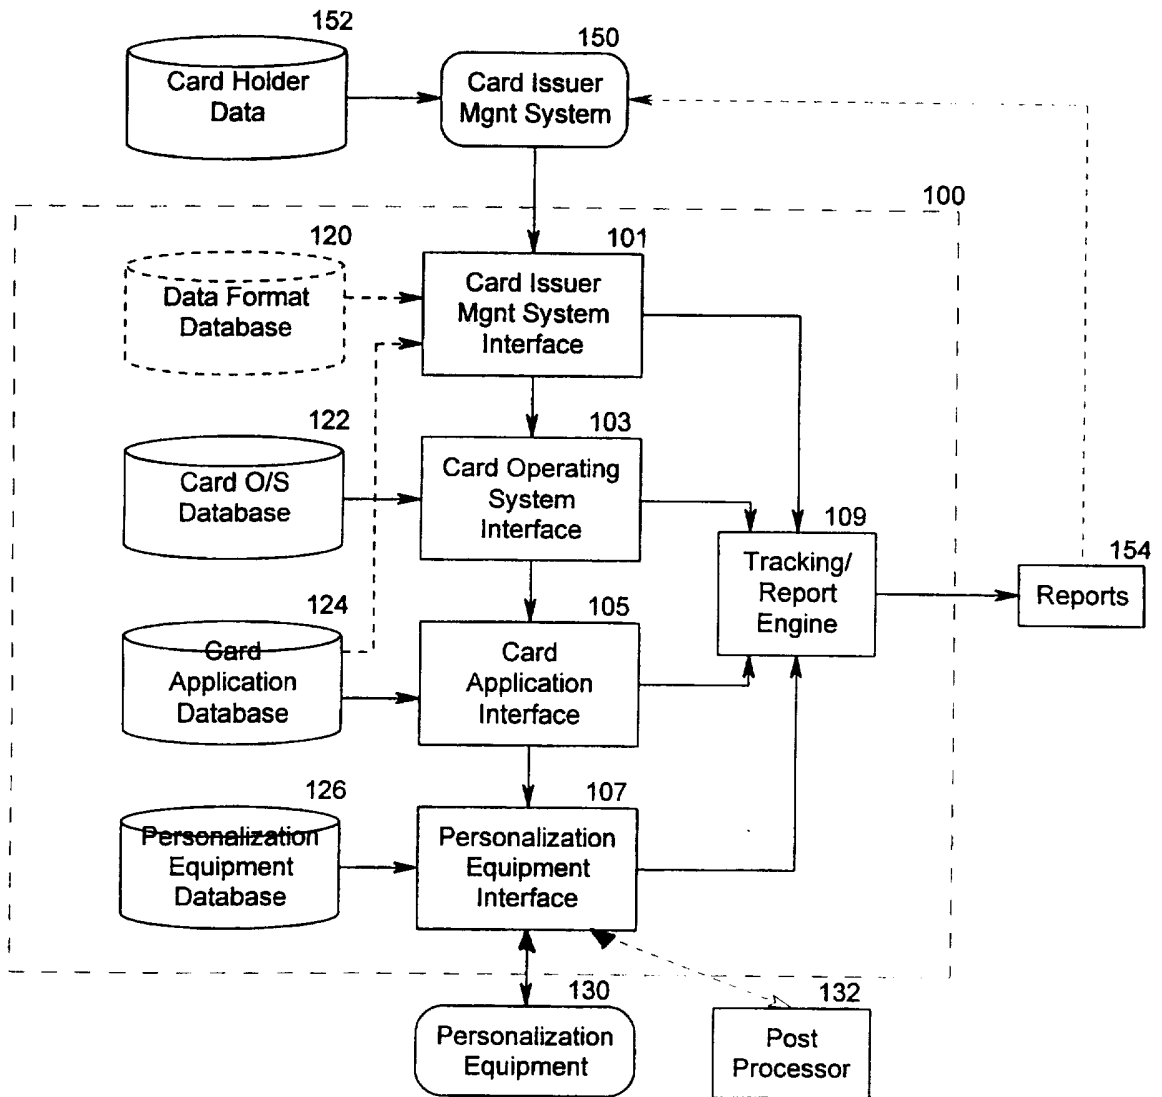 152
Card Holder
Data
150
Card Issuer
Mgnt System
100
120
Data Format
Database
101
Card Issuer
Mgnt System
Interface
122
Card O/S
Database
103
Card Operating
System
Interface
109
Tracking/
Report
Engine
154
Reports
124
Card
Application
Database
105
Card
Application
Interface
126
Personalization
Equipment
Database
107
Personalization
Equipment
Interface
130
Personalization
Equipment
132
Post
Processor